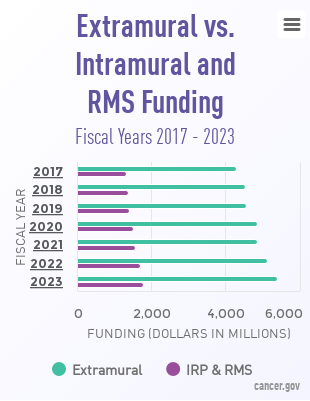 Extramural vs.
Intramural and
RMS Funding
Fiscal Years 2017 - 2023
FISCAL YEAR
2017
2018
2019
2020
2021
2022
2023
0 2,000 4,000 6,000
FUNDING (DOLLARS IN MILLIONS)
Extramural IRP & RMS
cancer.gov